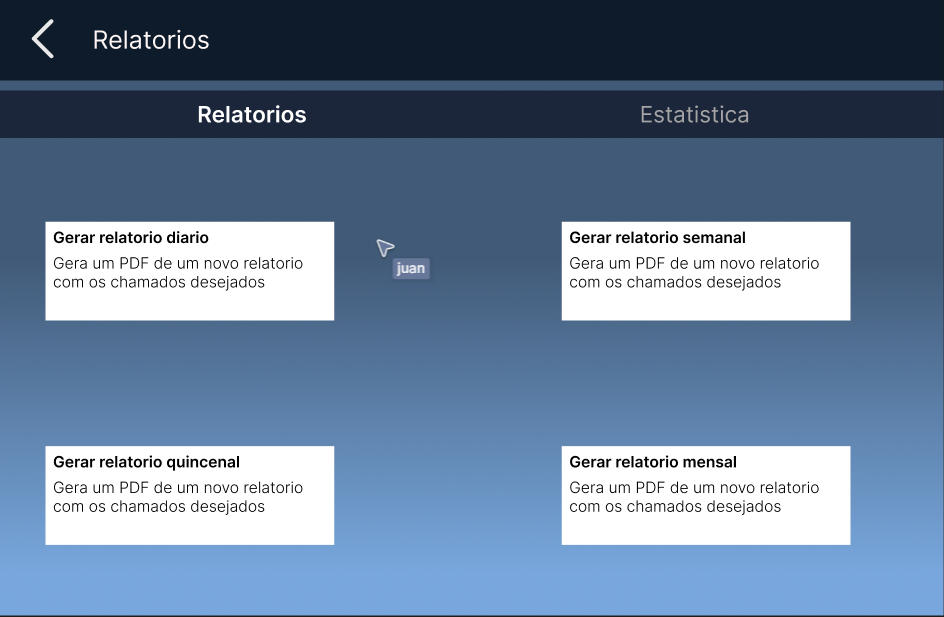 Relatorios
Relatorios
Estatistica
Gerar relatorio diario
Gera um PDF de um novo relatorio
com os chamados desejados
juan
Gerar relatorio semanal
Gera um PDF de um novo relatorio
com os chamados desejados
Gerar relatorio quincenal
Gera um PDF de um novo relatorio
com os chamados desejados
Gerar relatorio mensal
Gera um PDF de um novo relatorio
com os chamados desejados